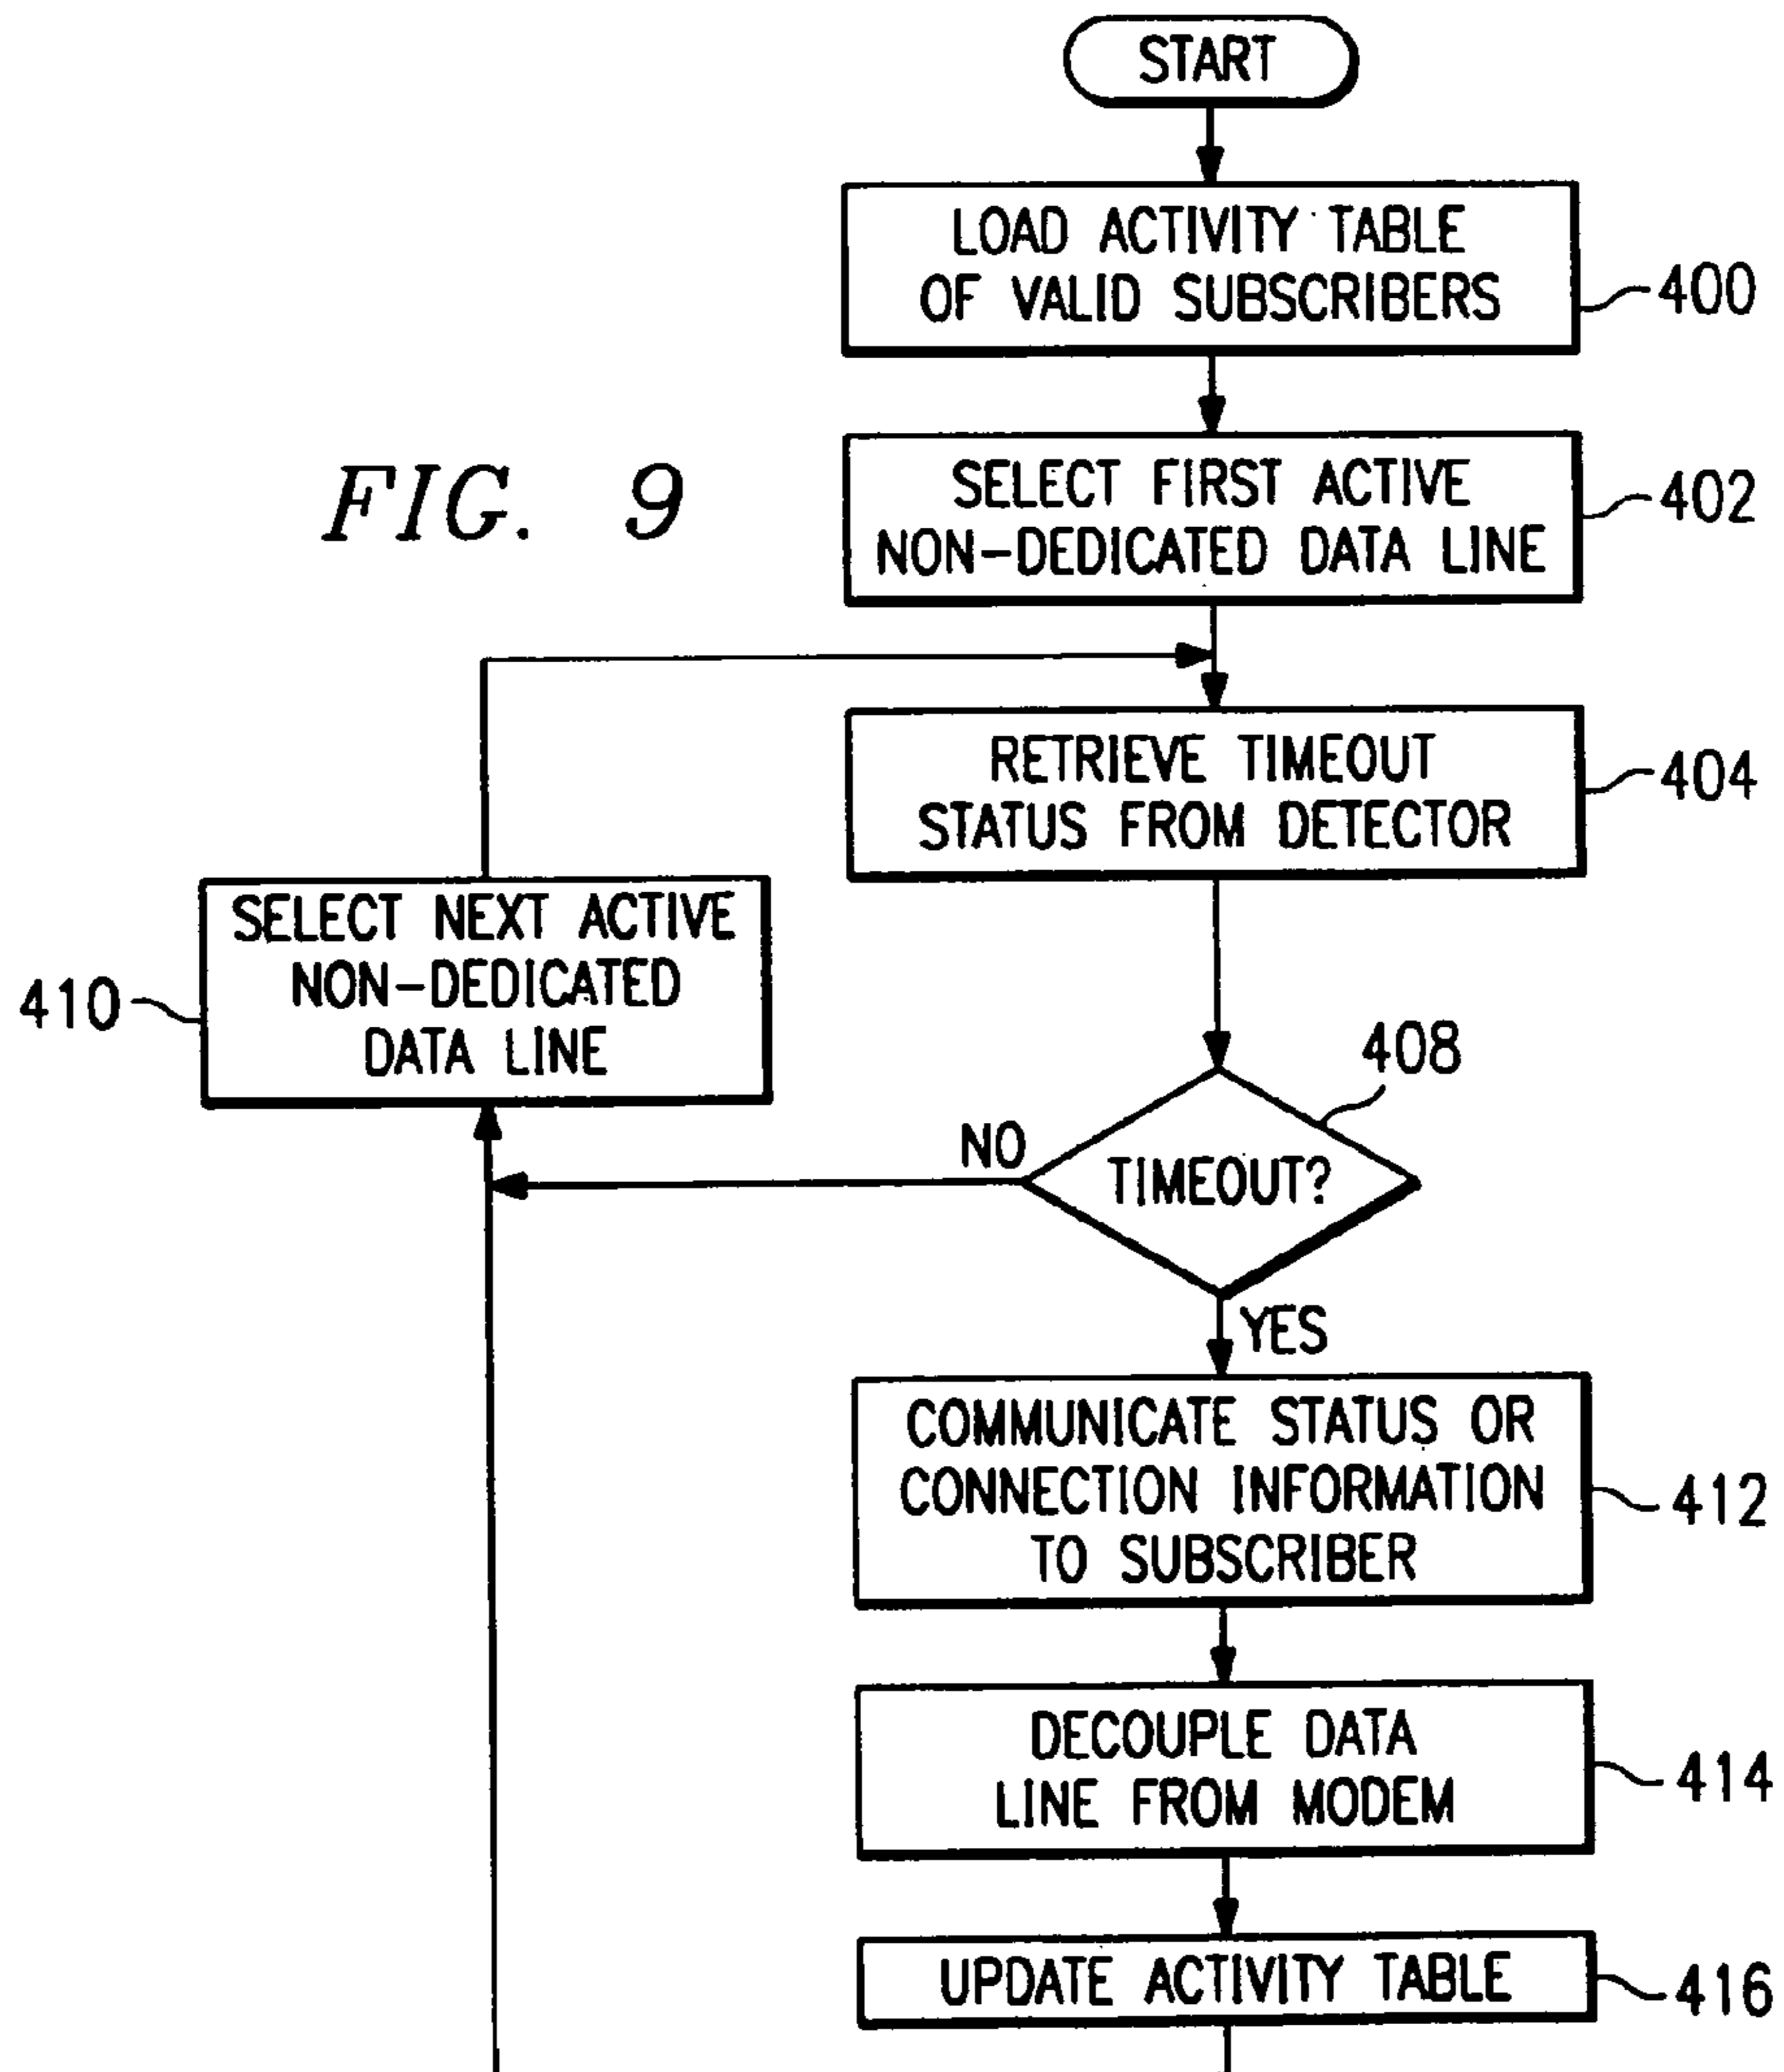 START
LOAD ACTIVITY TABLE
OF VALID SUBSCRIBERS
400
FIG. 9
SELECT FIRST ACTIVE
NON-DEDICATED DATA LINE
402
RETRIEVE TIMEOUT
STATUS FROM DETECTOR
404
SELECT NEXT ACTIVE
NON-DEDICATED
DATA LINE
410
408
NO
TIMEOUT?
YES
COMMUNICATE STATUS OR
CONNECTION INFORMATION
TO SUBSCRIBER
412
DECOUPLE DATA
LINE FROM MODEM
414
UPDATE ACTIVITY TABLE
416